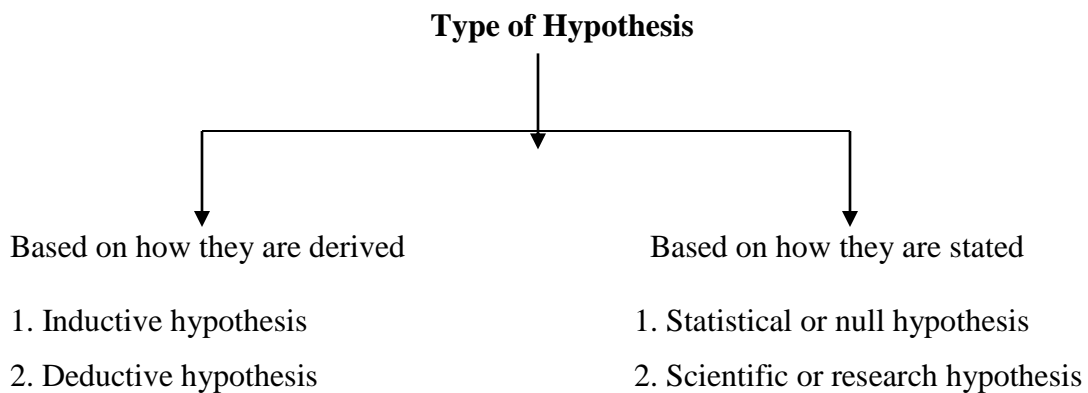 Type of Hypothesis
Based on how they are derived
1. Inductive hypothesis
2. Deductive hypothesis
Based on how they are stated
1. Statistical or null hypothesis
2. Scientific or research hypothesis